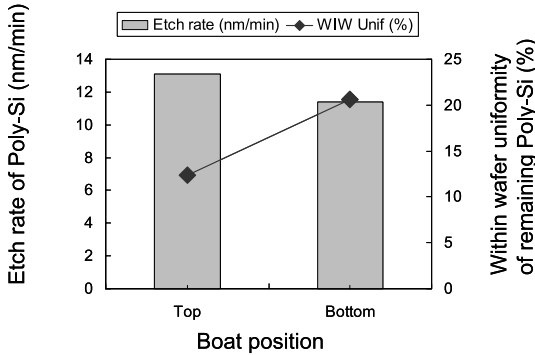 Etch rate (nm/min) WIW Unif (%)
Etch rate of Poly-Si (nm/min)
14
12
10
8
6
4
2
0
25
20
15
10
5
0
Within wafer uniformity
of remaining Poly-Si (%)
Top Bottom
Boat position